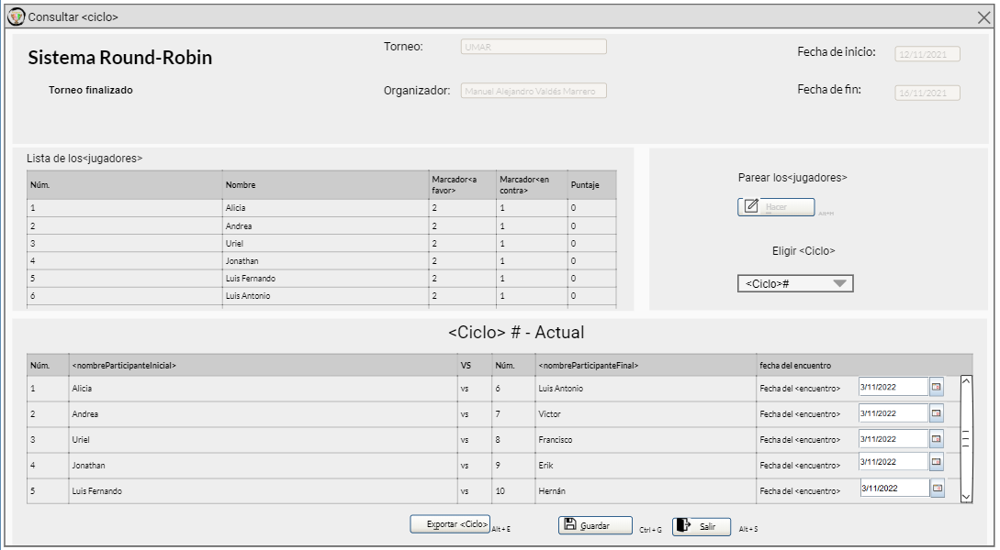 Consultar <ciclo>
Sistema Round-Robin
Torneo: UMAR
Fecha de inicio: 12/11/2021
Torneo finalizado
Organizador: Manuel Alejandro Valdés Marrero
Fecha de fin: 16/11/2021
Lista de los<jugadores>
Núm. Nombre Marcador<a favor> Marcador<en contra> Puntaje
1 Alicia 2 1 0
2 Andrea 2 1 0
3 Uriel 2 1 0
4 Jonathan 2 1 0
5 Luis Fernando 2 1 0
6 Luis Antonio 2 1 0
Parear los<jugadores>
Hacer Alt+H
Eligir <Ciclo>
<Ciclo>#
<Ciclo> # - Actual
Núm. <nombreParticipanteInicial> VS Núm. <nombreParticipanteFinal> fecha del encuentro
1 Alicia vs 6 Luis Antonio Fecha del <encuentro> 3/11/2022
2 Andrea vs 7 Victor Fecha del <encuentro> 3/11/2022
3 Uriel vs 8 Francisco Fecha del <encuentro> 3/11/2022
4 Jonathan vs 9 Erik Fecha del <encuentro> 3/11/2022
5 Luis Fernando vs 10 Hernán Fecha del <encuentro> 3/11/2022
Exportar <Ciclo> Alt + E
Guardar Ctrl + G
Salir Alt + S